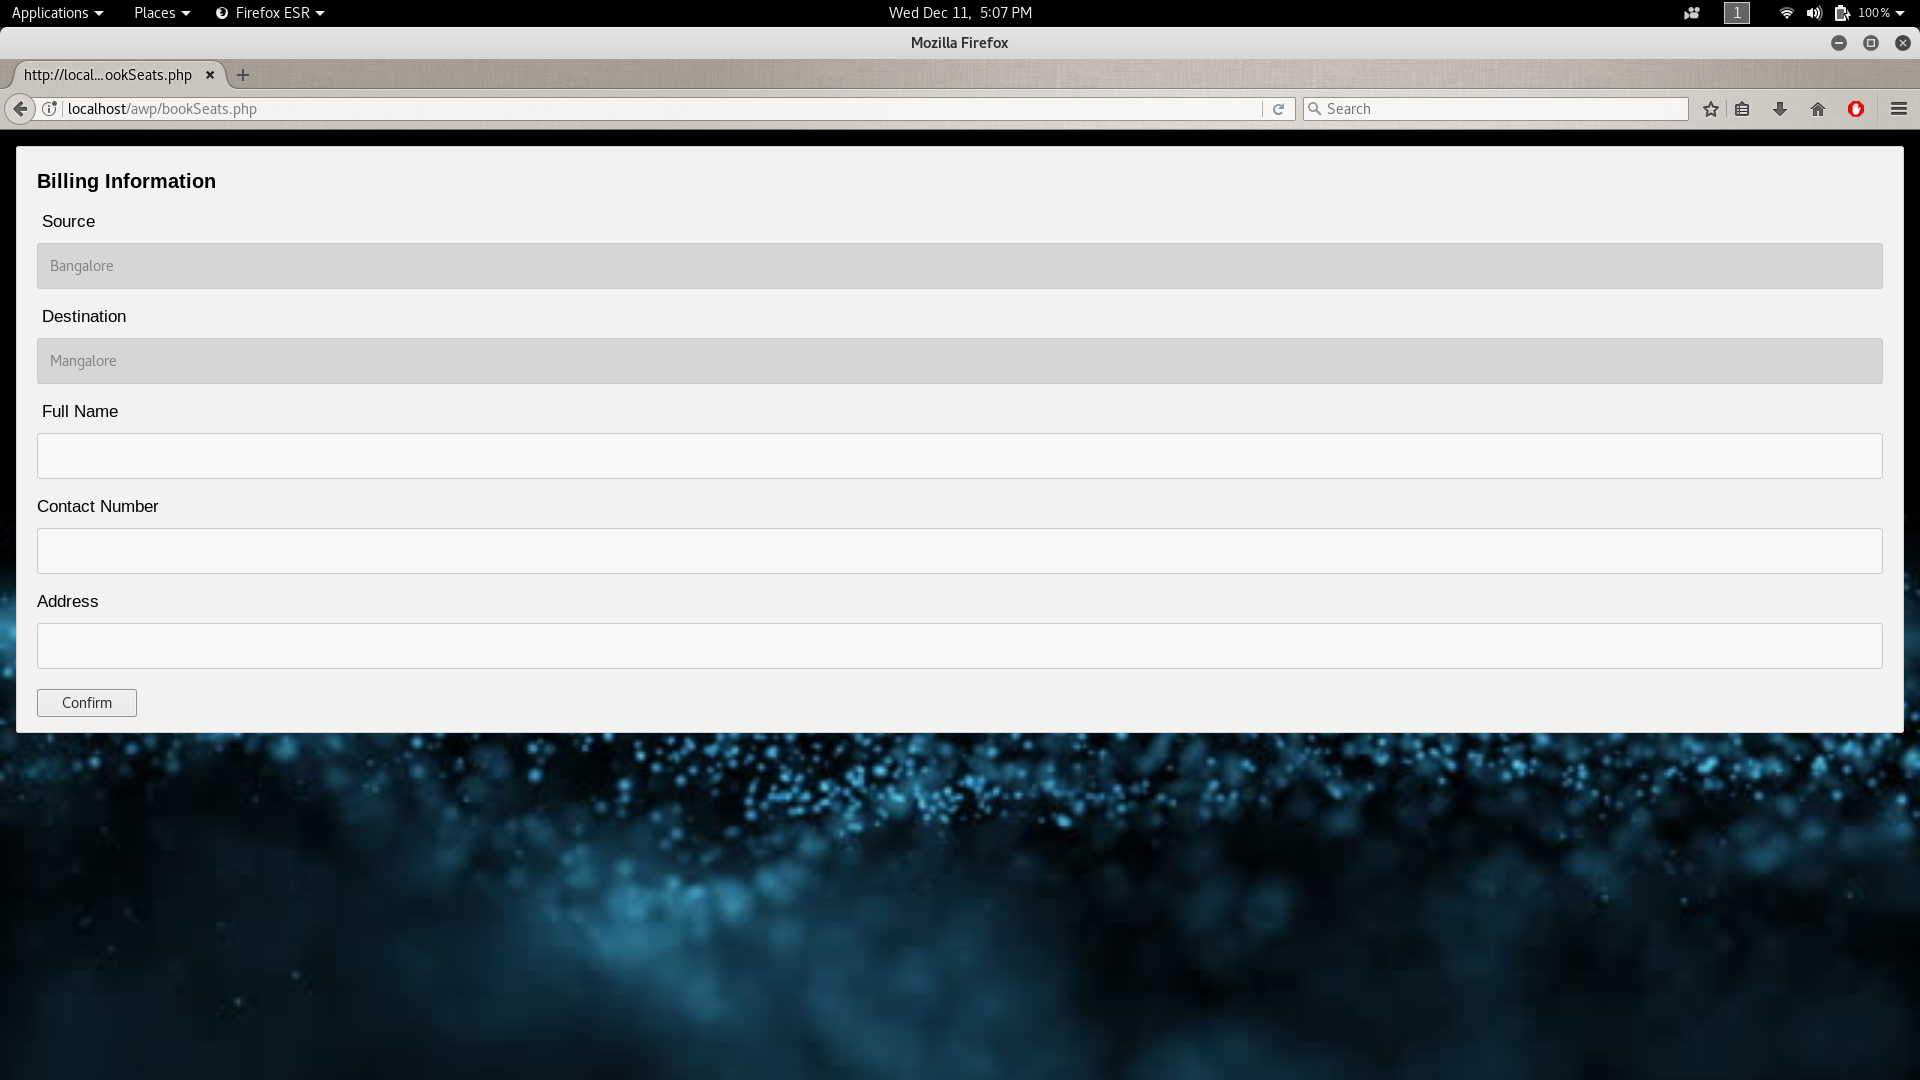 Applications Places Firefox ESR Wed Dec 11, 5:07 PM 1 100%
Mozilla Firefox
http://local...ookSeats.php
localhost/awp/bookSeats.php Search
Billing Information
Source
Bangalore
Destination
Mangalore
Full Name
Contact Number
Address
Confirm